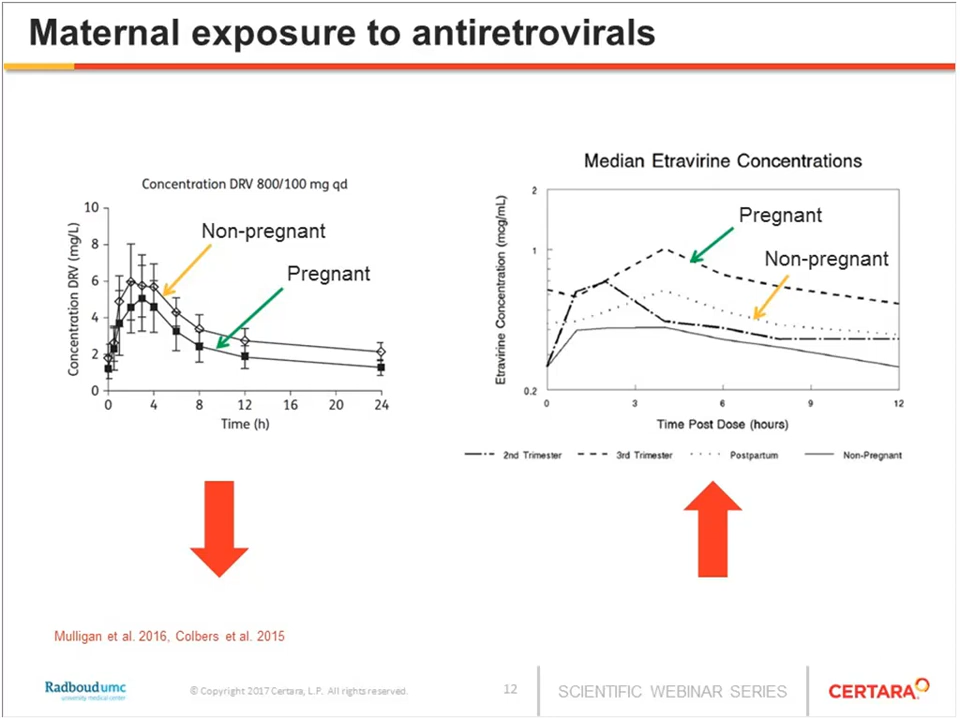 Maternal exposure to antiretrovirals
Concentration DRV 800/100 mg qd
Concentration DRV (mg/L)
10
8
6
4
2
0
Non-pregnant
Pregnant
0 4 8 12 16 20 24
Time (h)
Median Etravirine Concentrations
Etravirine Concentration (mcg/mL)
2
1
0.2
Pregnant
Non-pregnant
0 3 6 9 12
Time Post Dose (hours)
2nd Trimester 3rd Trimester Postpartum Non-Pregnant
Mulligan et al. 2016, Colbers et al. 2015
Radboudumc
university medical center
© Copyright 2017 Certara, L.P. All rights reserved.
12
SCIENTIFIC WEBINAR SERIES
CERTARA